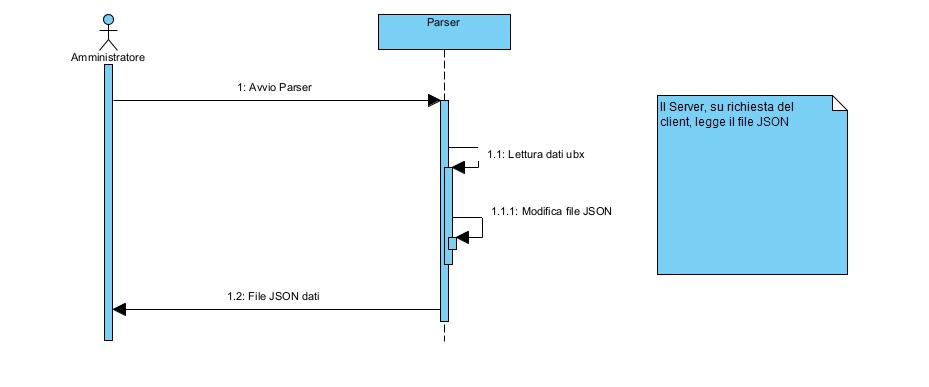 Parser
Amministratore
1: Avvio Parser
Il Server, su richiesta del
client, legge il file JSON
1.1: Lettura dati ubx
1.1.1: Modifica file JSON
1.2: File JSON dati